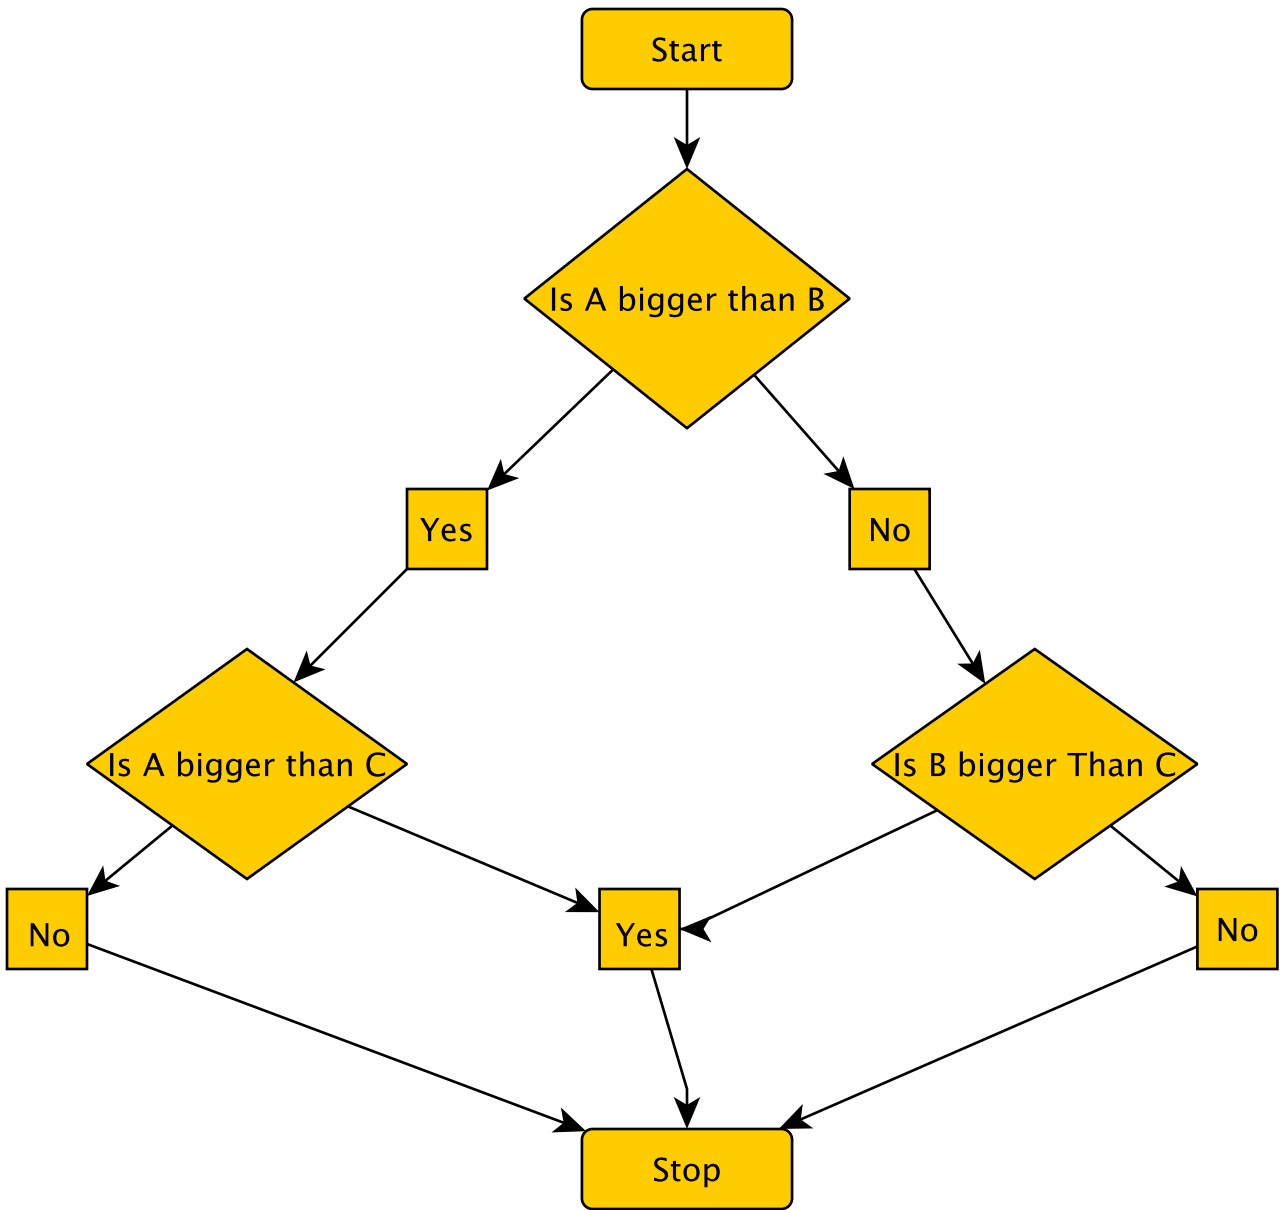 Start
Is A bigger than B
Yes
No
Is A bigger than C
Is B bigger Than C
No
Yes
No
Stop